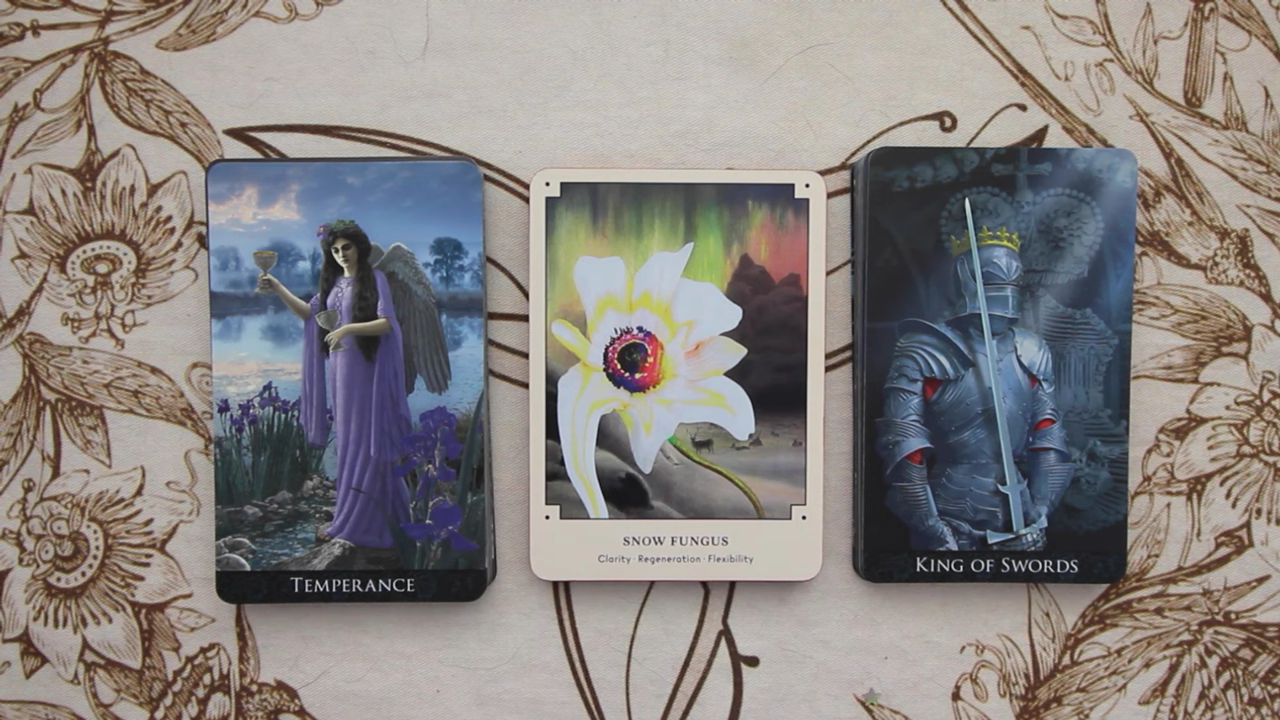 TEMPERANCE
SNOW FUNGUS
Clarity · Regeneration · Flexibility
KING OF SWORDS